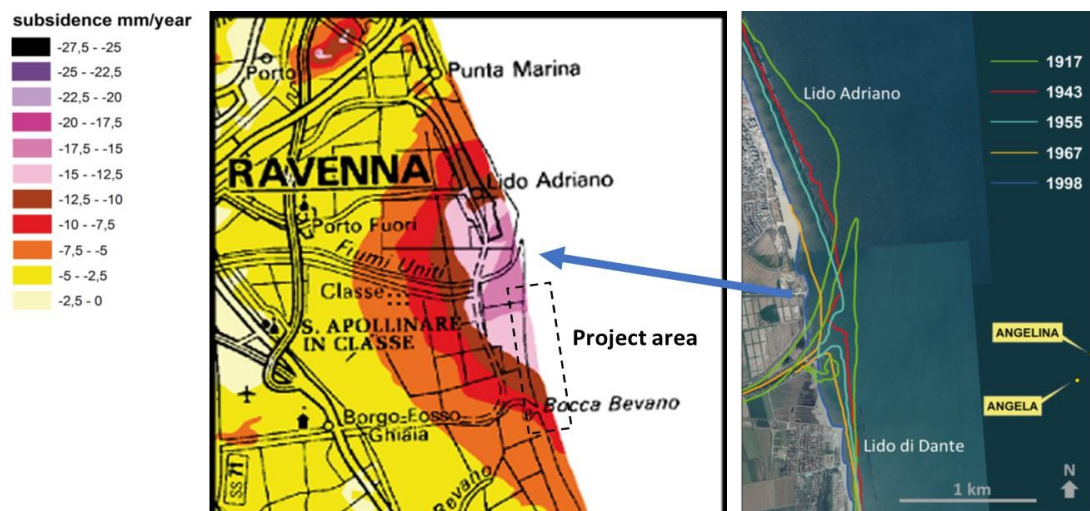 subsidence mm/year
-27,5 - -25
-25 - -22,5
-22,5 - -20
-20 - -17,5
-17,5 - -15
-15 - -12,5
-12,5 - -10
-10 - -7,5
-7,5 - -5
-5 - -2,5
-2,5 - 0
Porto
Punta Marina
RAVENNA
Lido Adriano
Porto Fuori
Fiumi Uniti
Classe
S. APOLLINARE
IN CLASSE
Project area
Bocca Bevano
Borgo-Fosso
Ghiaia
SS 71
Bevano
Lido Adriano
1917
1943
1955
1967
1998
ANGELINA
ANGELA
Lido di Dante
N
1 km